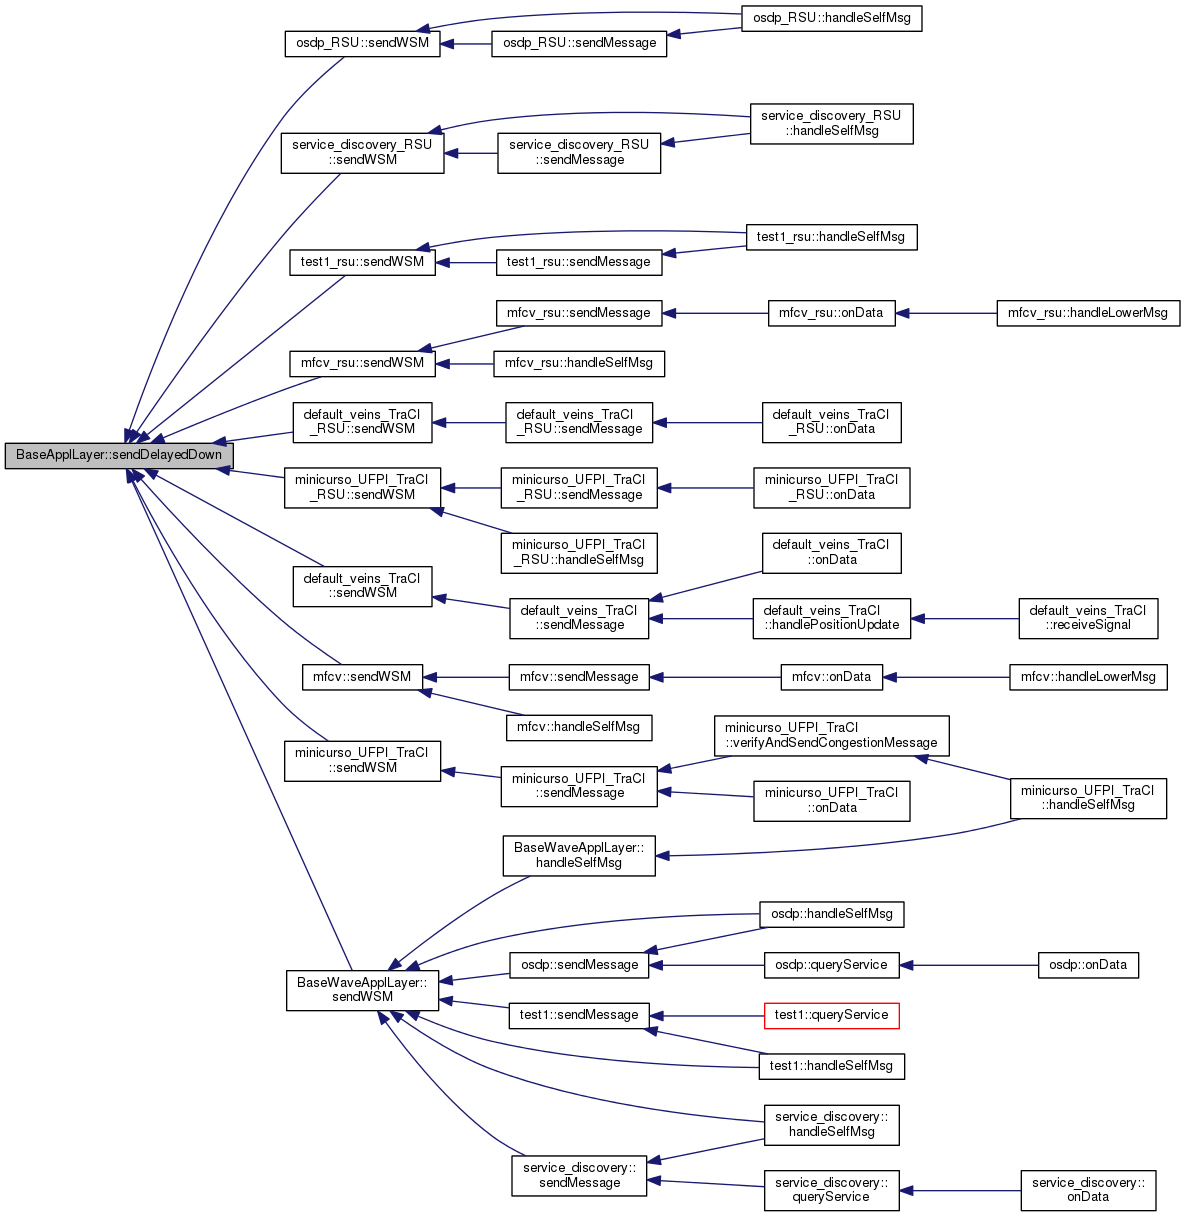 osdp_RSU::handleSelfMsg
osdp_RSU::sendWSM
osdp_RSU::sendMessage
service_discovery_RSU
::handleSelfMsg
service_discovery_RSU
::sendWSM
service_discovery_RSU
::sendMessage
test1_rsu::handleSelfMsg
test1_rsu::sendWSM
test1_rsu::sendMessage
mfcv_rsu::sendMessage
mfcv_rsu::onData
mfcv_rsu::handleLowerMsg
mfcv_rsu::sendWSM
mfcv_rsu::handleSelfMsg
default_veins_TraCI
_RSU::sendWSM
default_veins_TraCI
_RSU::sendMessage
default_veins_TraCI
_RSU::onData
BaseApplLayer::sendDelayedDown
minicurso_UFPI_TraCI
_RSU::sendWSM
minicurso_UFPI_TraCI
_RSU::sendMessage
minicurso_UFPI_TraCI
_RSU::onData
minicurso_UFPI_TraCI
_RSU::handleSelfMsg
default_veins_TraCI
::onData
default_veins_TraCI
::sendWSM
default_veins_TraCI
::sendMessage
default_veins_TraCI
::handlePositionUpdate
default_veins_TraCI
::receiveSignal
mfcv::sendWSM
mfcv::sendMessage
mfcv::onData
mfcv::handleLowerMsg
mfcv::handleSelfMsg
minicurso_UFPI_TraCI
::verifyAndSendCongestionMessage
minicurso_UFPI_TraCI
::sendWSM
minicurso_UFPI_TraCI
::sendMessage
minicurso_UFPI_TraCI
::onData
minicurso_UFPI_TraCI
::handleSelfMsg
BaseWaveApplLayer::
handleSelfMsg
osdp::handleSelfMsg
BaseWaveApplLayer::
sendWSM
osdp::sendMessage
osdp::queryService
osdp::onData
test1::sendMessage
test1::queryService
test1::handleSelfMsg
service_discovery::
handleSelfMsg
service_discovery::
sendMessage
service_discovery::
queryService
service_discovery::
onData